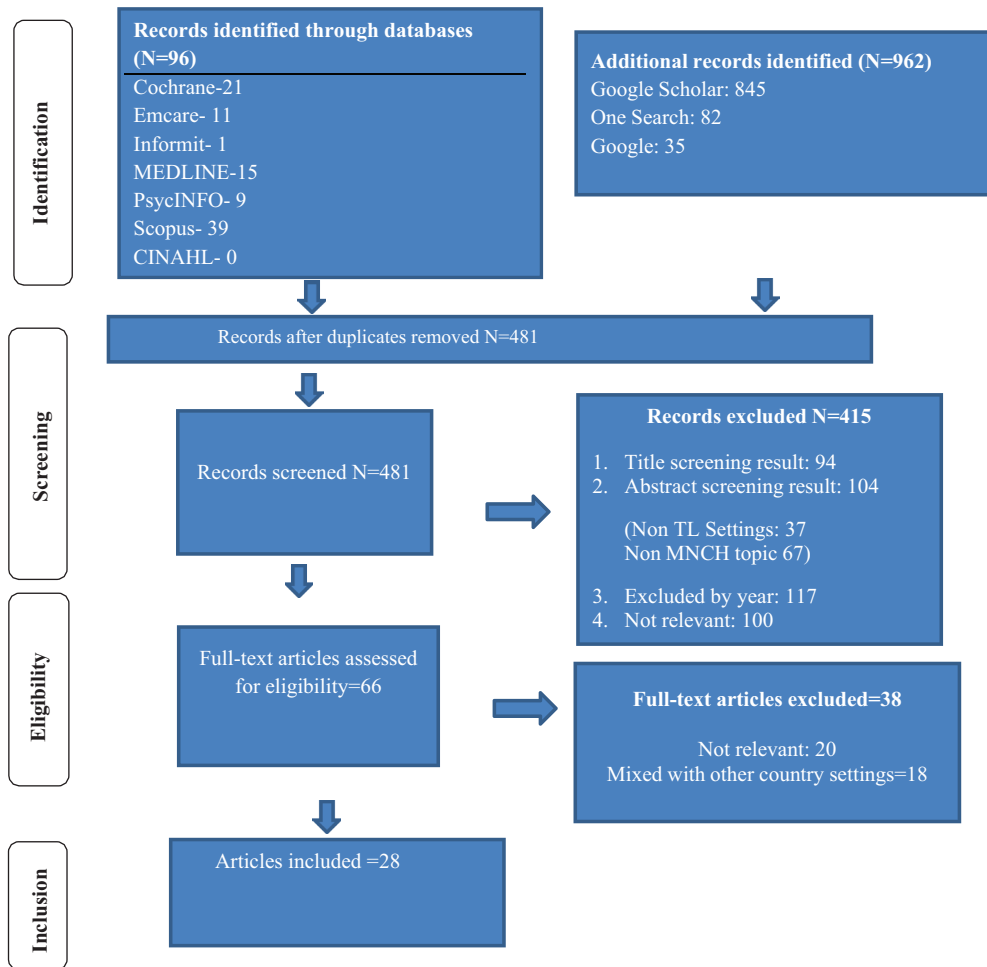 Identification
Records identified through databases
(N=96)
Cochrane-21
Emcare- 11
Informit- 1
MEDLINE-15
PsycINFO- 9
Scopus- 39
CINAHL- 0
Additional records identified (N=962)
Google Scholar: 845
One Search: 82
Google: 35
Records after duplicates removed N=481
Screening
Records screened N=481
Records excluded N=415
1. Title screening result: 94
2. Abstract screening result: 104
(Non TL Settings: 37
Non MNCH topic 67)
3. Excluded by year: 117
4. Not relevant: 100
Eligibility
Full-text articles assessed
for eligibility=66
Full-text articles excluded=38
Not relevant: 20
Mixed with other country settings=18
Inclusion
Articles included =28